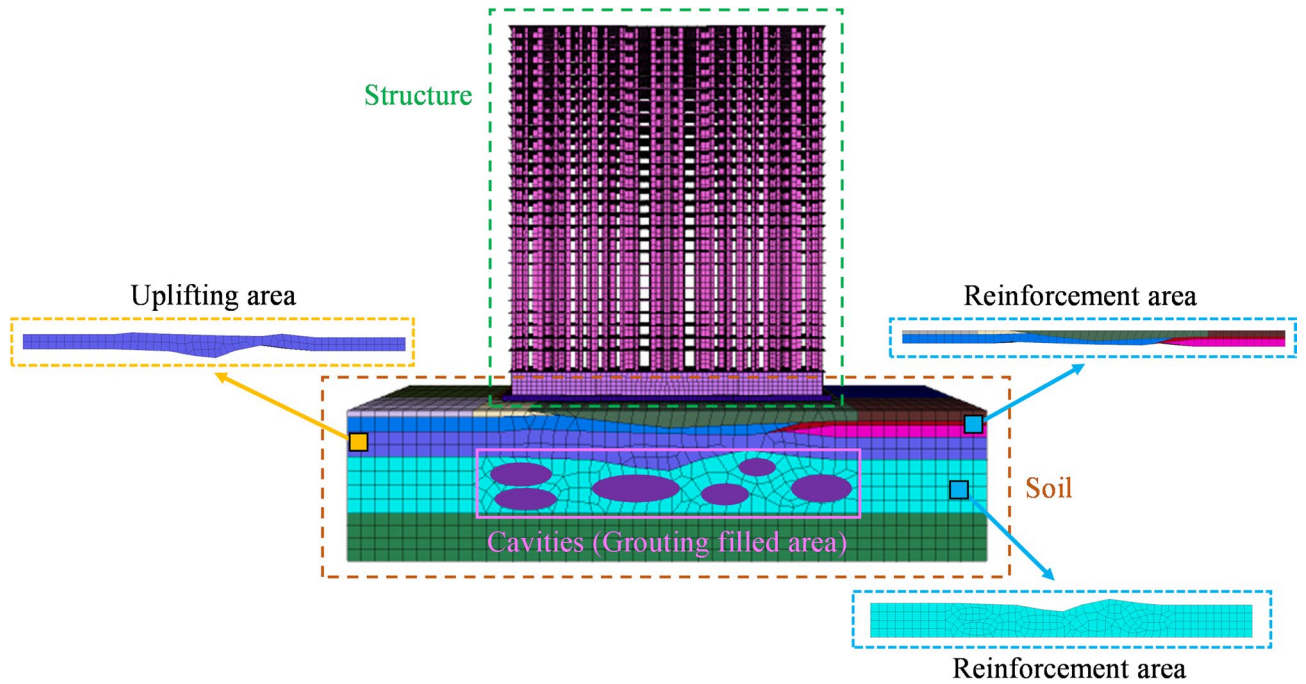 Structure
Uplifting area
Reinforcement area
Soil
Cavities (Grouting filled area)
Reinforcement area